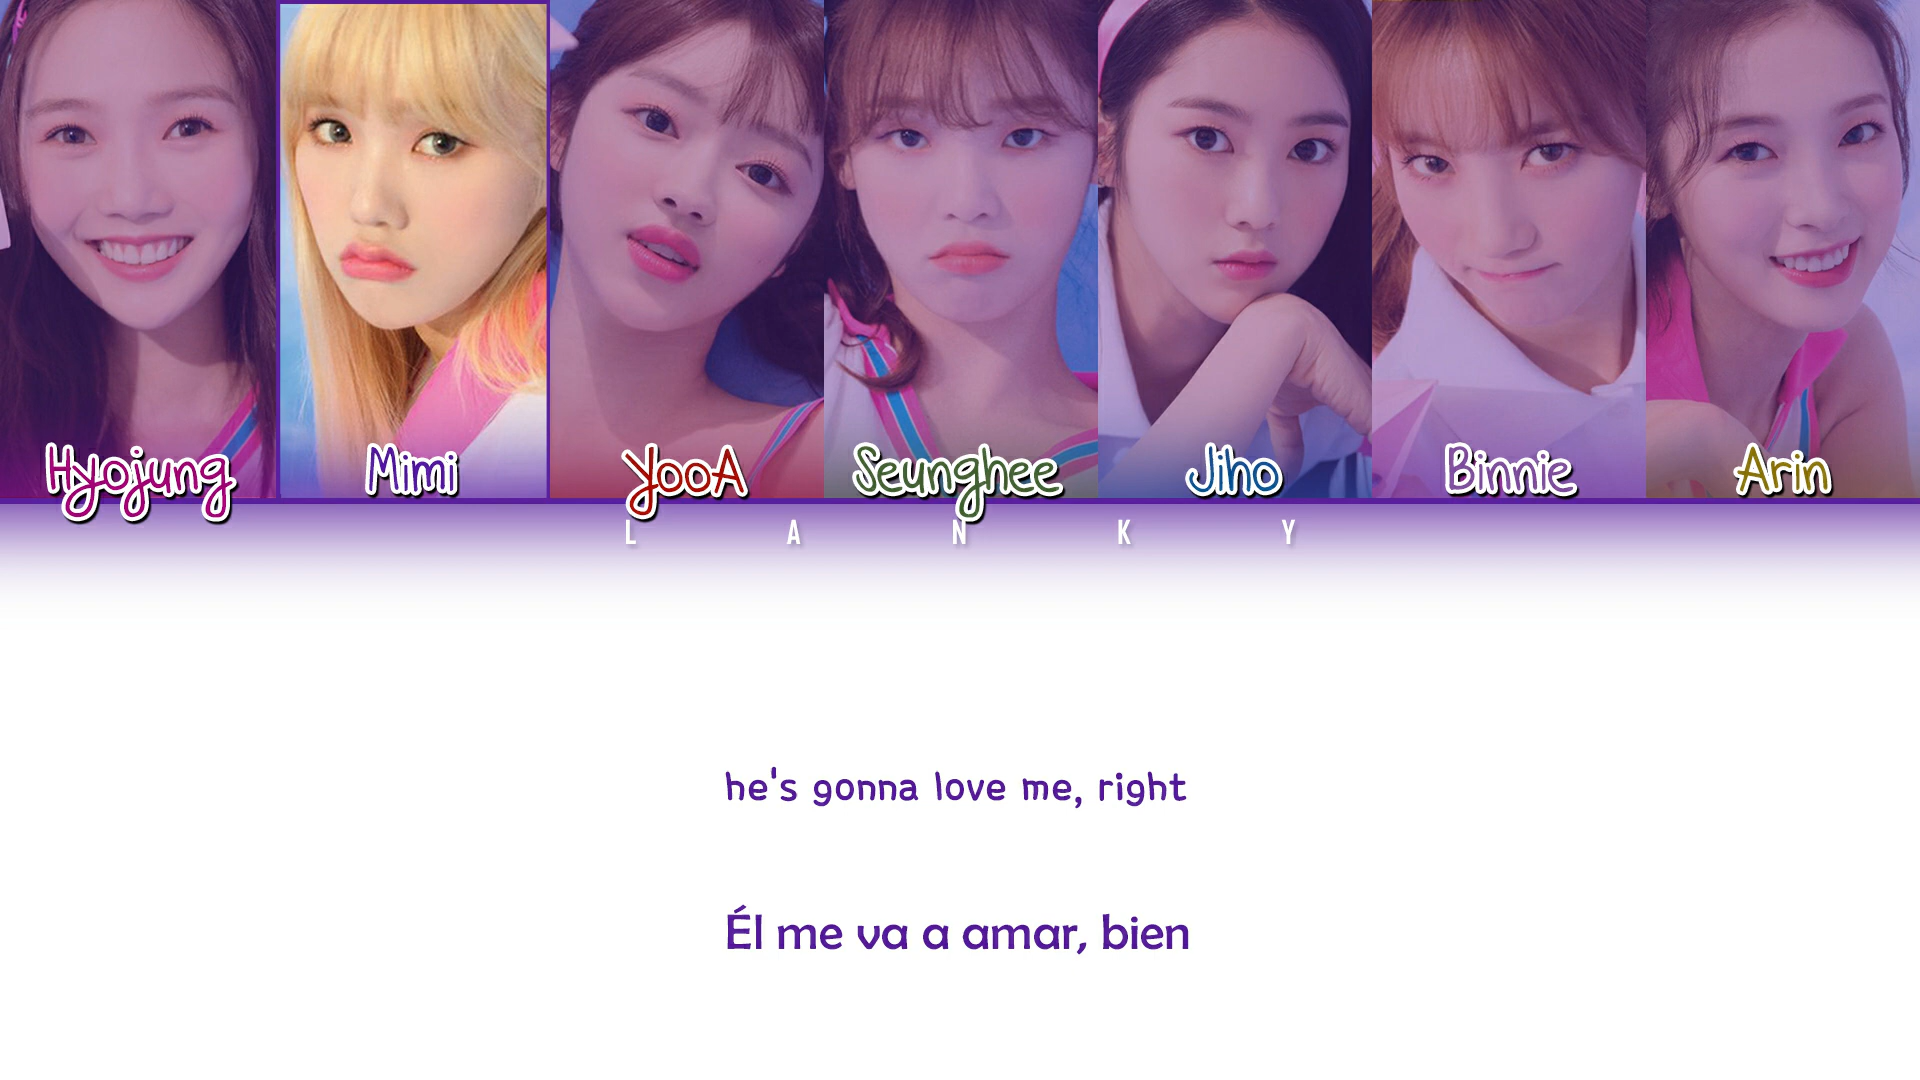 Hyojung Mimi YooA Seunghee Jiho Binnie Arin
L A N K Y
he's gonna love me, right
Él me va a amar, bien